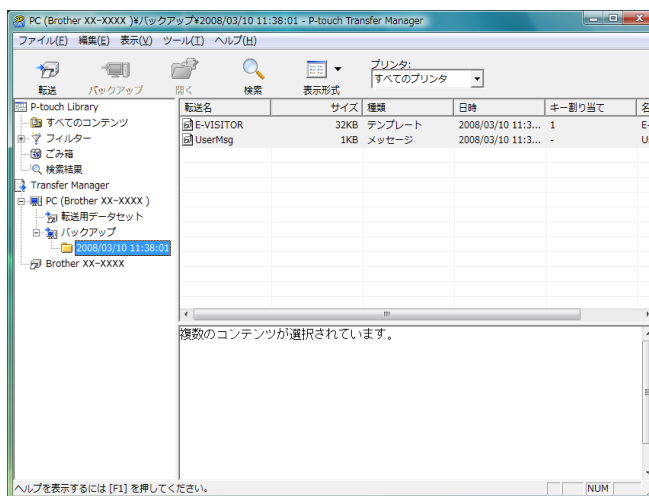 PC (Brother XX-XXXX )¥バックアップ¥2008/03/10 11:38:01 - P-touch Transfer Manager
ファイル(F) 編集(E) 表示(V) ツール(T) ヘルプ(H)
転送 バックアップ 開く 検索 表示形式 プリンタ:
すべてのプリンタ
P-touch Library
すべてのコンテンツ
フィルター
ごみ箱
検索結果
Transfer Manager
PC (Brother XX-XXXX )
転送用データセット
バックアップ
2008/03/10 11:38:01
Brother XX-XXXX
転送名 サイズ 種類 日時 キー割り当て 名
E-VISITOR 32KB テンプレート 2008/03/10 11:3... 1 E-
UserMsg 1KB メッセージ 2008/03/10 11:3... - U
複数のコンテンツが選択されています。
ヘルプを表示するには [F1] を押してください。 NUM